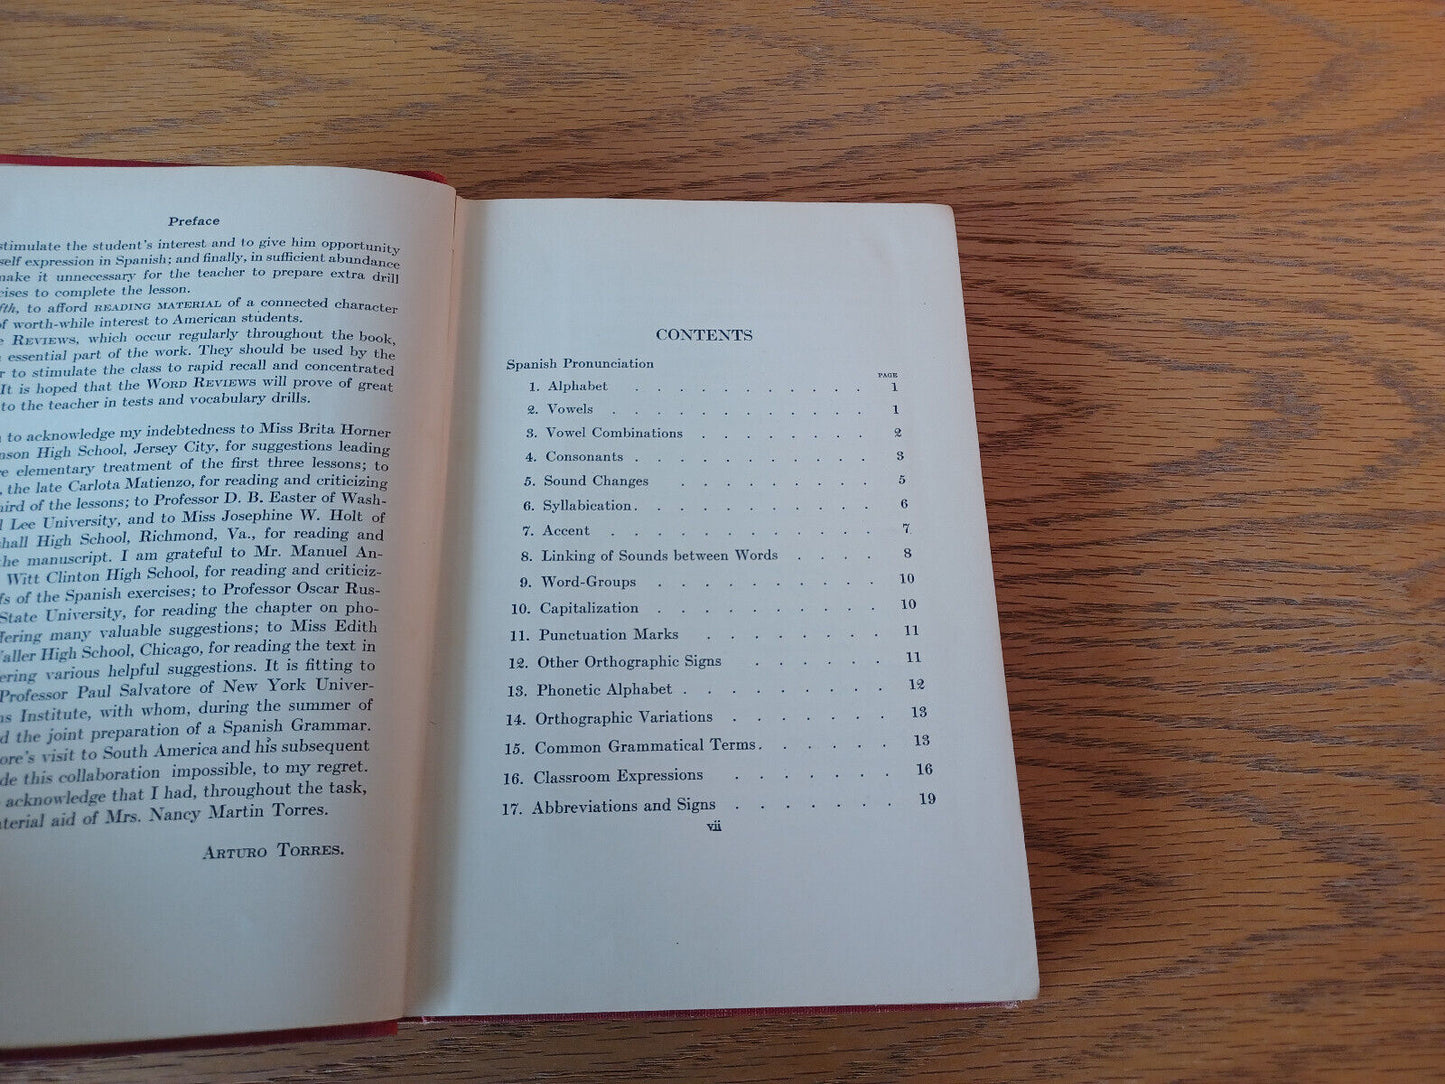 Preface
stimulate the student's interest and to give him opportunity
self expression in Spanish; and finally, in sufficient abundance
make it unnecessary for the teacher to prepare extra drill
cises to complete the lesson.
fth, to afford READING MATERIAL of a connected character
of worth-while interest to American students.
e REVIEWS, which occur regularly throughout the book,
essential part of the work. They should be used by the
r to stimulate the class to rapid recall and concentrated
It is hoped that the WORD REVIEWS will prove of great
to the teacher in tests and vocabulary drills.
to acknowledge my indebtedness to Miss Brita Horner
nson High School, Jersey City, for suggestions leading
re elementary treatment of the first three lessons; to
, the late Carlota Matienzo, for reading and criticizing
hird of the lessons; to Professor D. B. Easter of Wash-
d Lee University, and to Miss Josephine W. Holt of
shall High School, Richmond, Va., for reading and
the manuscript. I am grateful to Mr. Manuel An-
Witt Clinton High School, for reading and criticiz-
fs of the Spanish exercises; to Professor Oscar Rus-
State University, for reading the chapter on pho-
ffering many valuable suggestions; to Miss Edith
Waller High School, Chicago, for reading the text in
ering various helpful suggestions. It is fitting to
Professor Paul Salvatore of New York Univer-
ns Institute, with whom, during the summer of
d the joint preparation of a Spanish Grammar.
ore's visit to South America and his subsequent
de this collaboration impossible, to my regret.
acknowledge that I had, throughout the task,
aterial aid of Mrs. Nancy Martin Torres.
ARTURO TORRES.
CONTENTS
Spanish Pronunciation
PAGE
1. Alphabet . . . . . . . . . . 1
2. Vowels . . . . . . . . . . . 1
3. Vowel Combinations . . . . . . . 2
4. Consonants . . . . . . . . . . 3
5. Sound Changes . . . . . . . . 5
6. Syllabication . . . . . . . . . . 6
7. Accent . . . . . . . . . . . 7
8. Linking of Sounds between Words . . . . 8
9. Word-Groups . . . . . . . . . 10
10. Capitalization . . . . . . . . . 10
11. Punctuation Marks . . . . . . . 11
12. Other Orthographic Signs . . . . . 11
13. Phonetic Alphabet . . . . . . . . 12
14. Orthographic Variations . . . . . . 13
15. Common Grammatical Terms . . . . . . 13
16. Classroom Expressions . . . . . . 16
17. Abbreviations and Signs . . . . . . . 19
vii